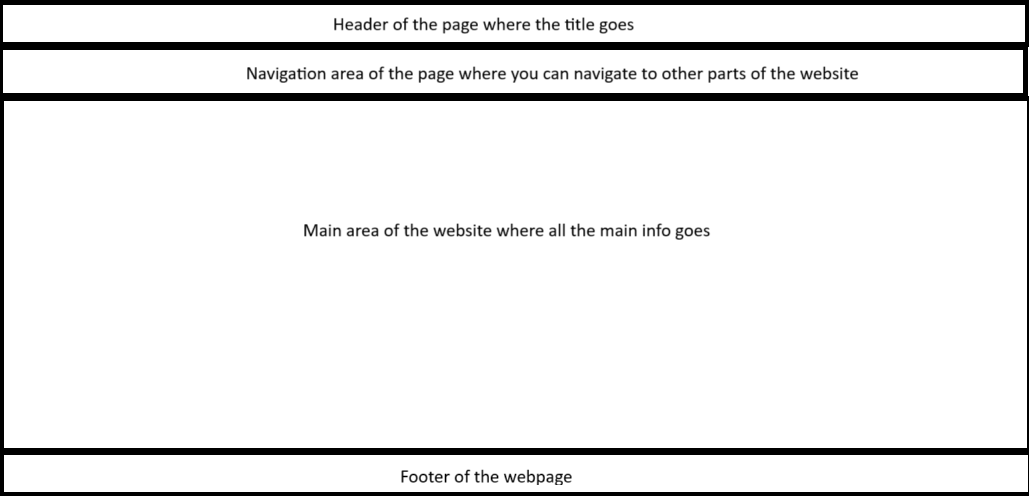 Header of the page where the title goes
Navigation area of the page where you can navigate to other parts of the website
Main area of the website where all the main info goes
Footer of the webpage